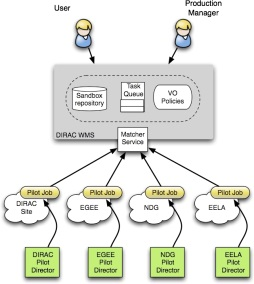 User
Production
Manager
Sandbox
repository
Task
Queue
VO
Policies
DIRAC WMS
Matcher
Service
Pilot Job
Pilot Job
Pilot Job
Pilot Job
DIRAC
Site
EGEE
NDG
EELA
DIRAC
Pilot
Director
EGEE
Pilot
Director
NDG
Pilot
Director
EELA
Pilot
Director